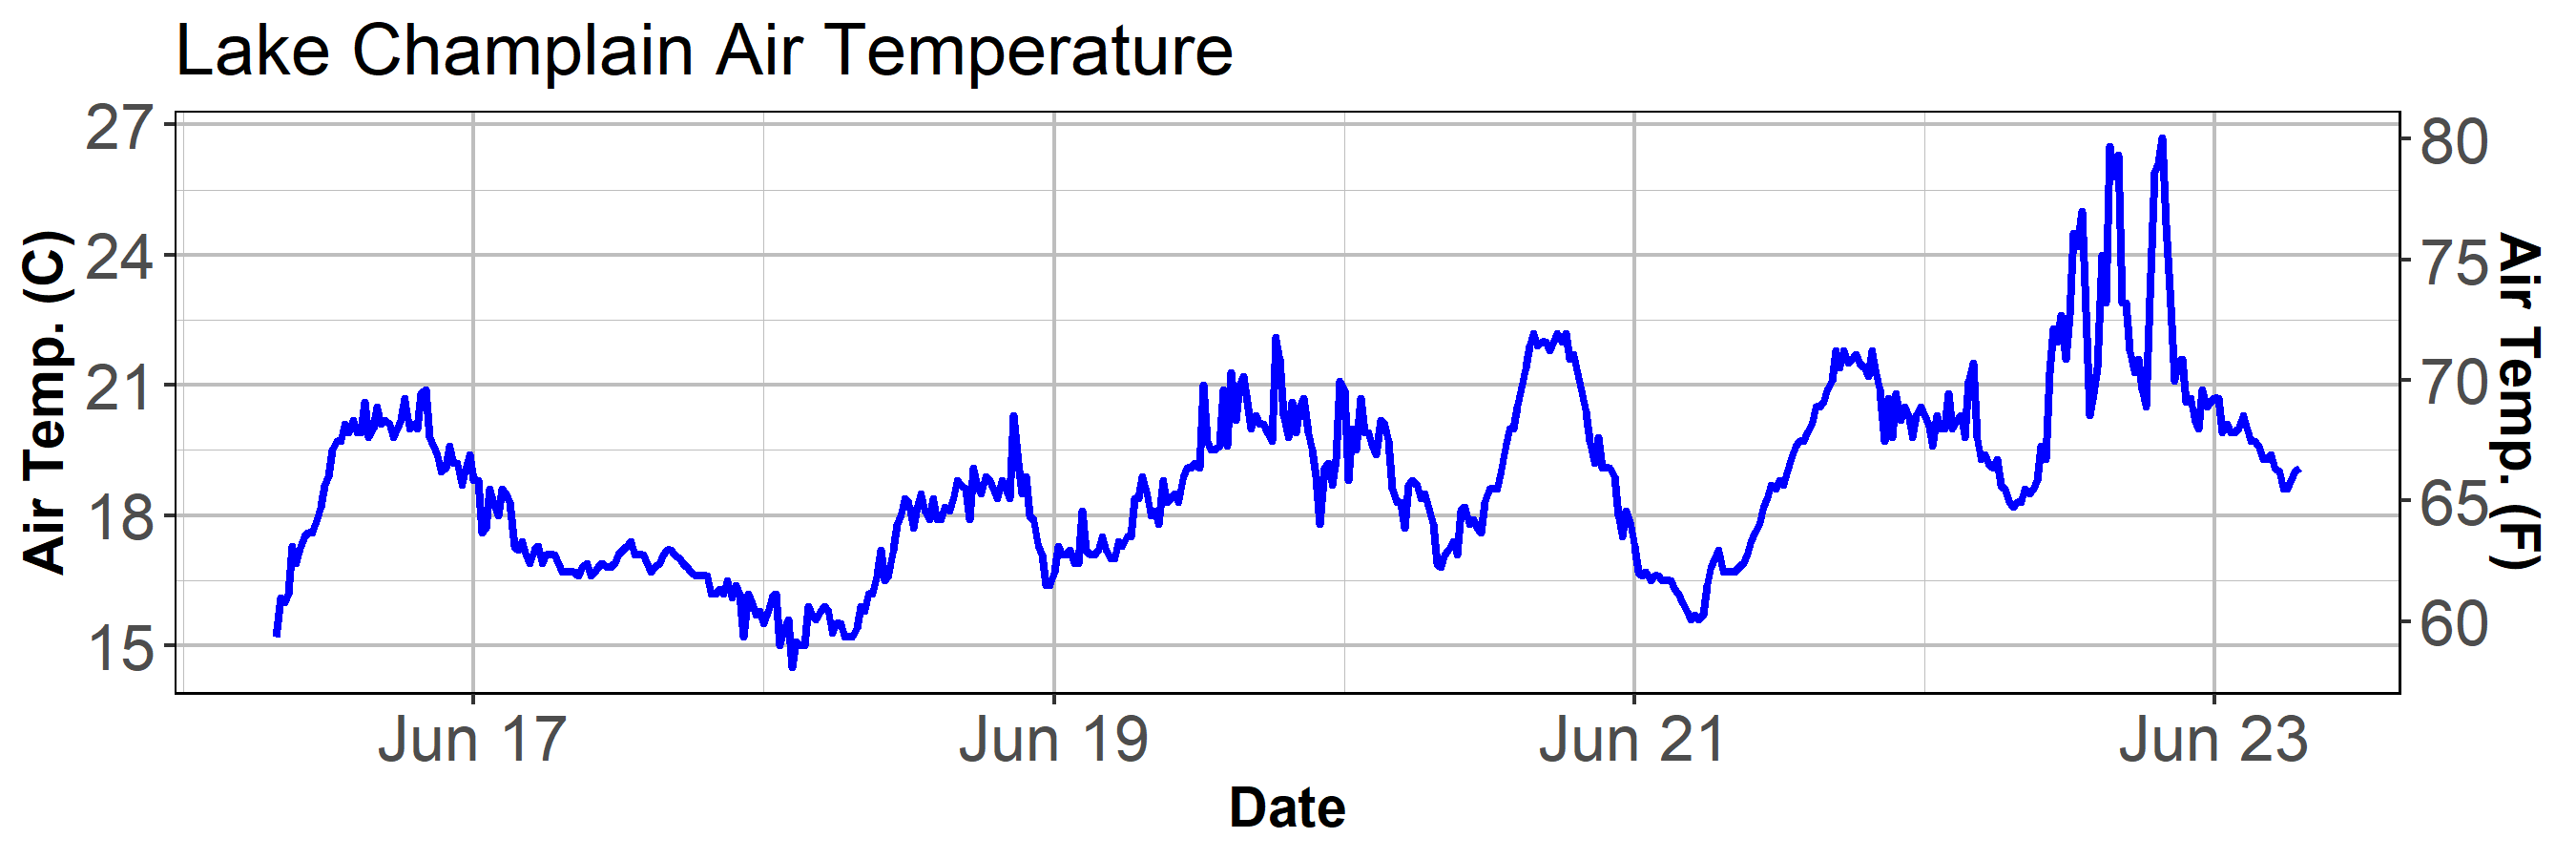 Lake Champlain Air Temperature
27
24
21
18
15
Air Temp. (C)
80
75
70
65
60
Air Temp. (F)
Jun 17
Jun 19
Jun 21
Jun 23
Date